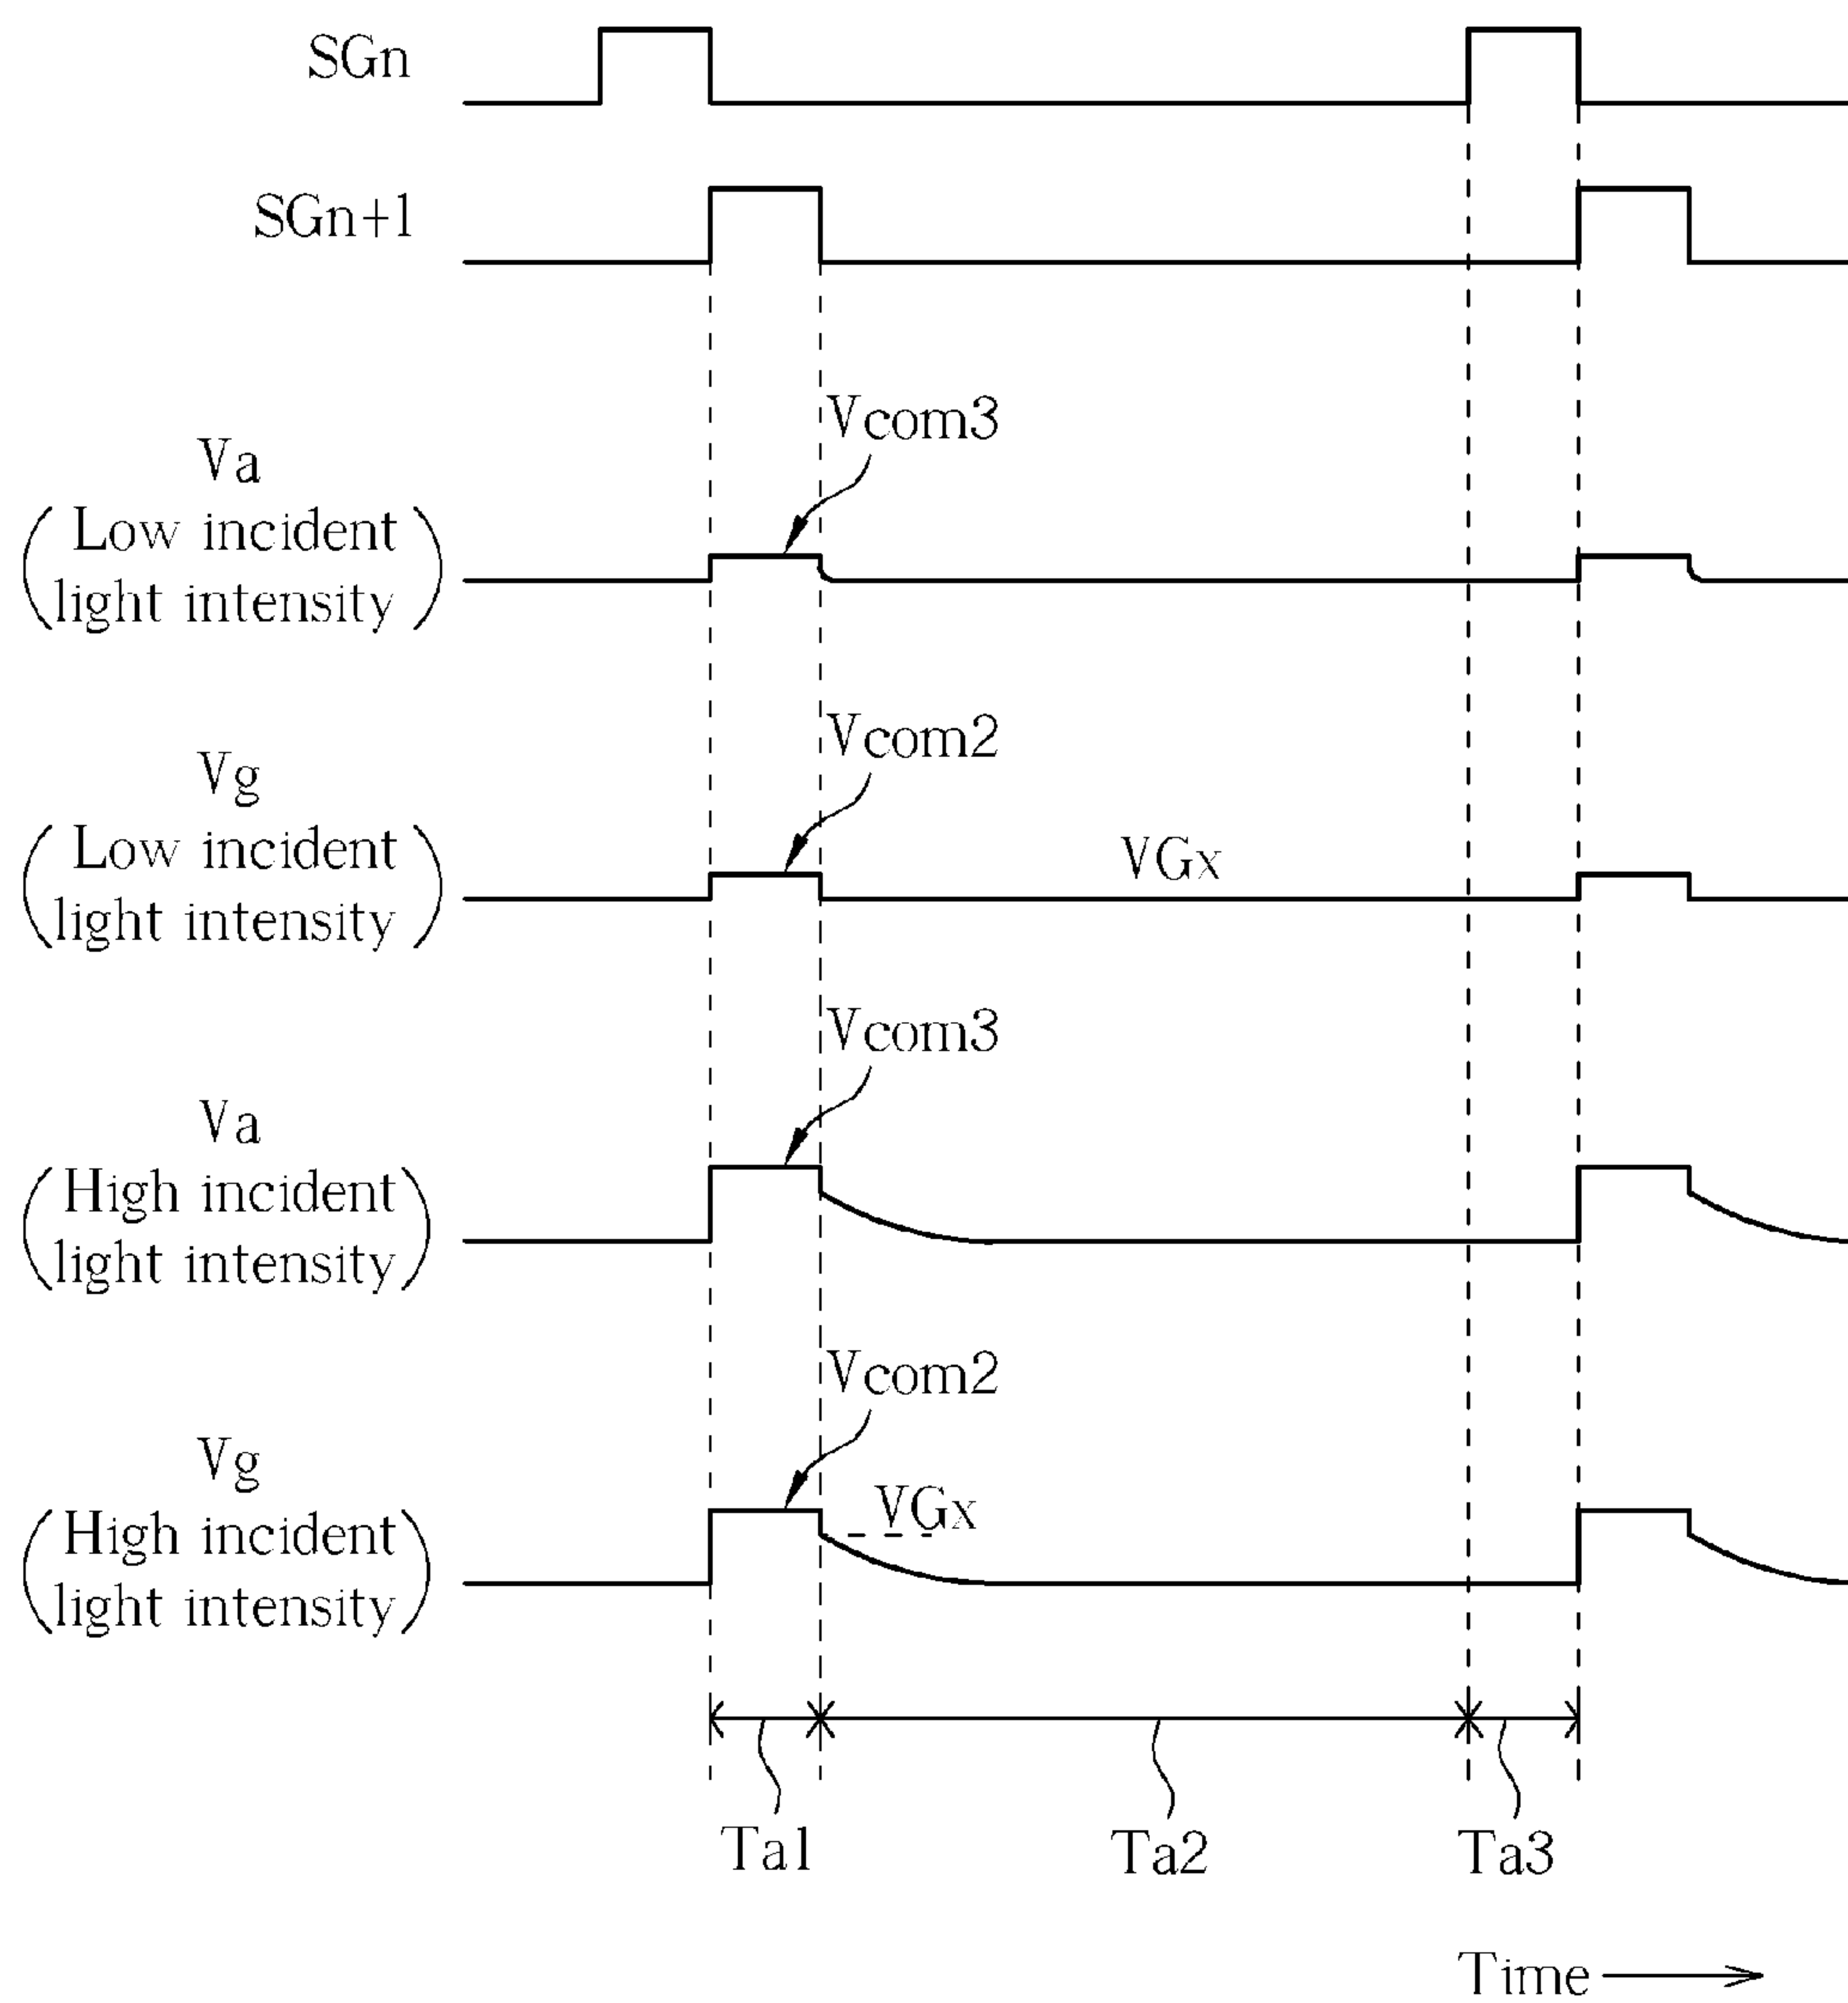 SGn
SGn+1
Vcom3
Va
Low incident
light intensity
Vcom2
Vg
Low incident
light intensity
VGx
Vcom3
Va
High incident
light intensity
Vcom2
Vg
High incident
light intensity
VGx
Ta1
Ta2
Ta3
Time